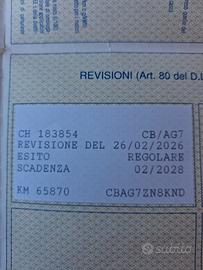 REVISIONI (Art. 80 del D.L
CH 183854 CB/AG7
REVISIONE DEL 26/02/2026
ESITO REGOLARE
SCADENZA 02/2028
KM 65870 CBAG7ZN8KND
subito